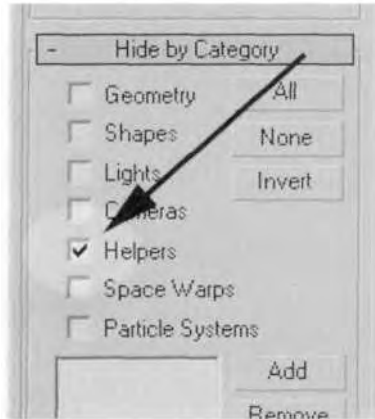 - Hide by Category
Geometry All
Shapes None
Lights Invert
Cameras
Helpers
Space Warps
Particle Systems
Add
Remove